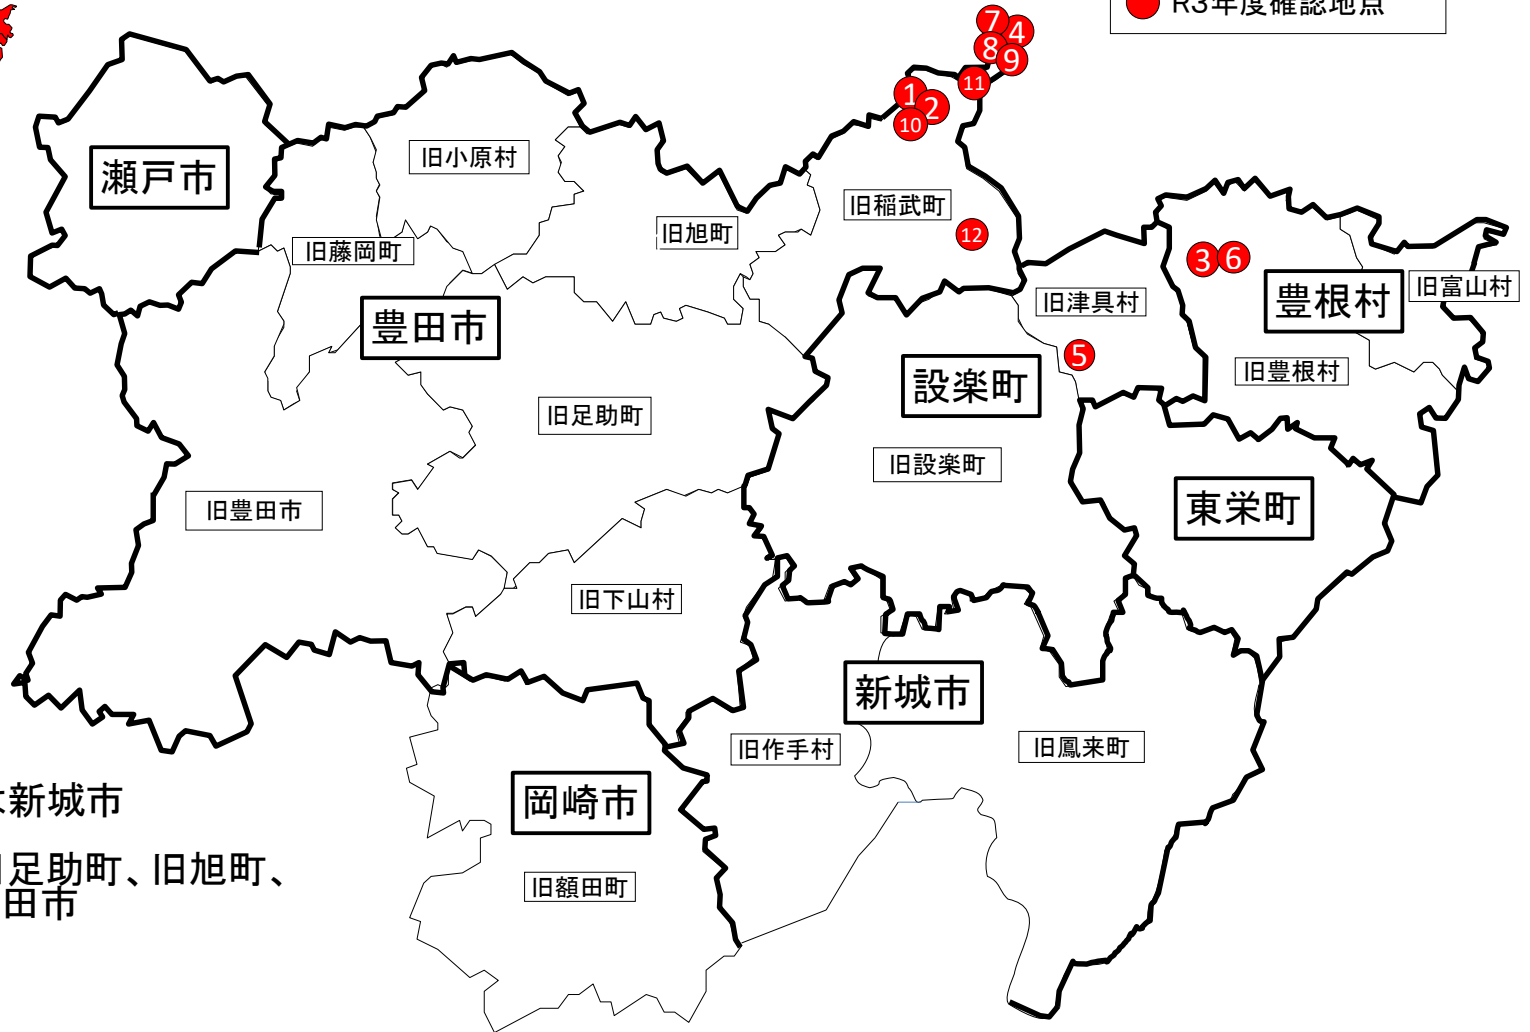 R3年度確認地点
7
4
8
9
11
1
2
10
瀬戸市
旧小原村
旧稲武町
旧旭町
12
旧藤岡町
3
6
豊根村
旧富山村
旧津具村
豊田市
5
設楽町
旧豊根村
旧足助町
旧設楽町
東栄町
旧豊田市
旧下山村
新城市
旧作手村
旧鳳来町
岡崎市
新城市
足助町、旧旭町、
田市
旧額田町